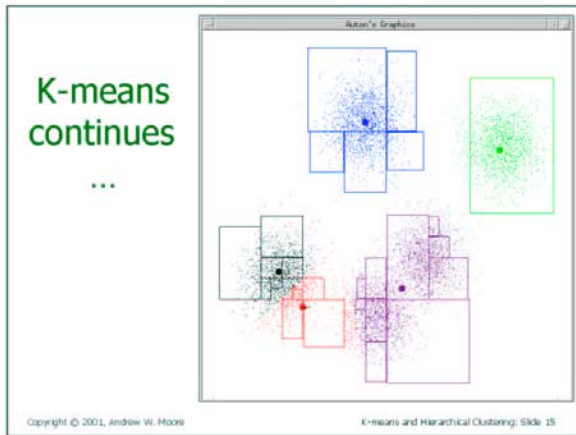 Auton's Graphics
K-means
continues
...
Copyright © 2001, Andrew W. Moore
K-means and Hierarchical Clustering: Slide 15